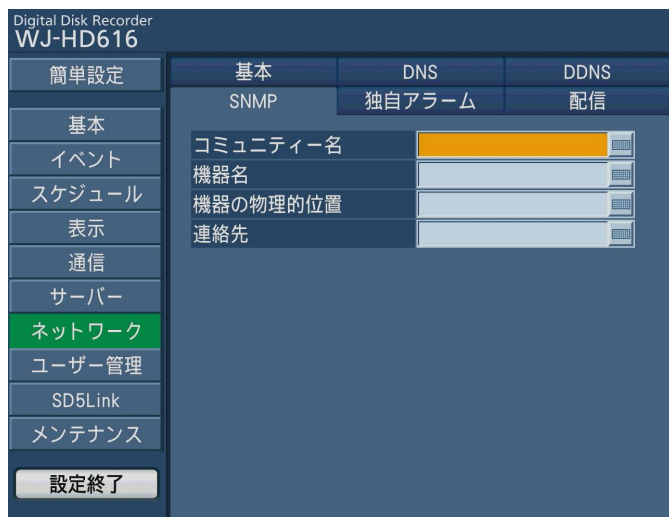 Digital Disk Recorder
WJ-HD616
簡単設定
基本
イベント
スケジュール
表示
通信
サーバー
ネットワーク
ユーザー管理
SD5Link
メンテナンス
設定終了
基本 DNS DDNS
SNMP 独自アラーム 配信
コミュニティー名
機器名
機器の物理的位置
連絡先